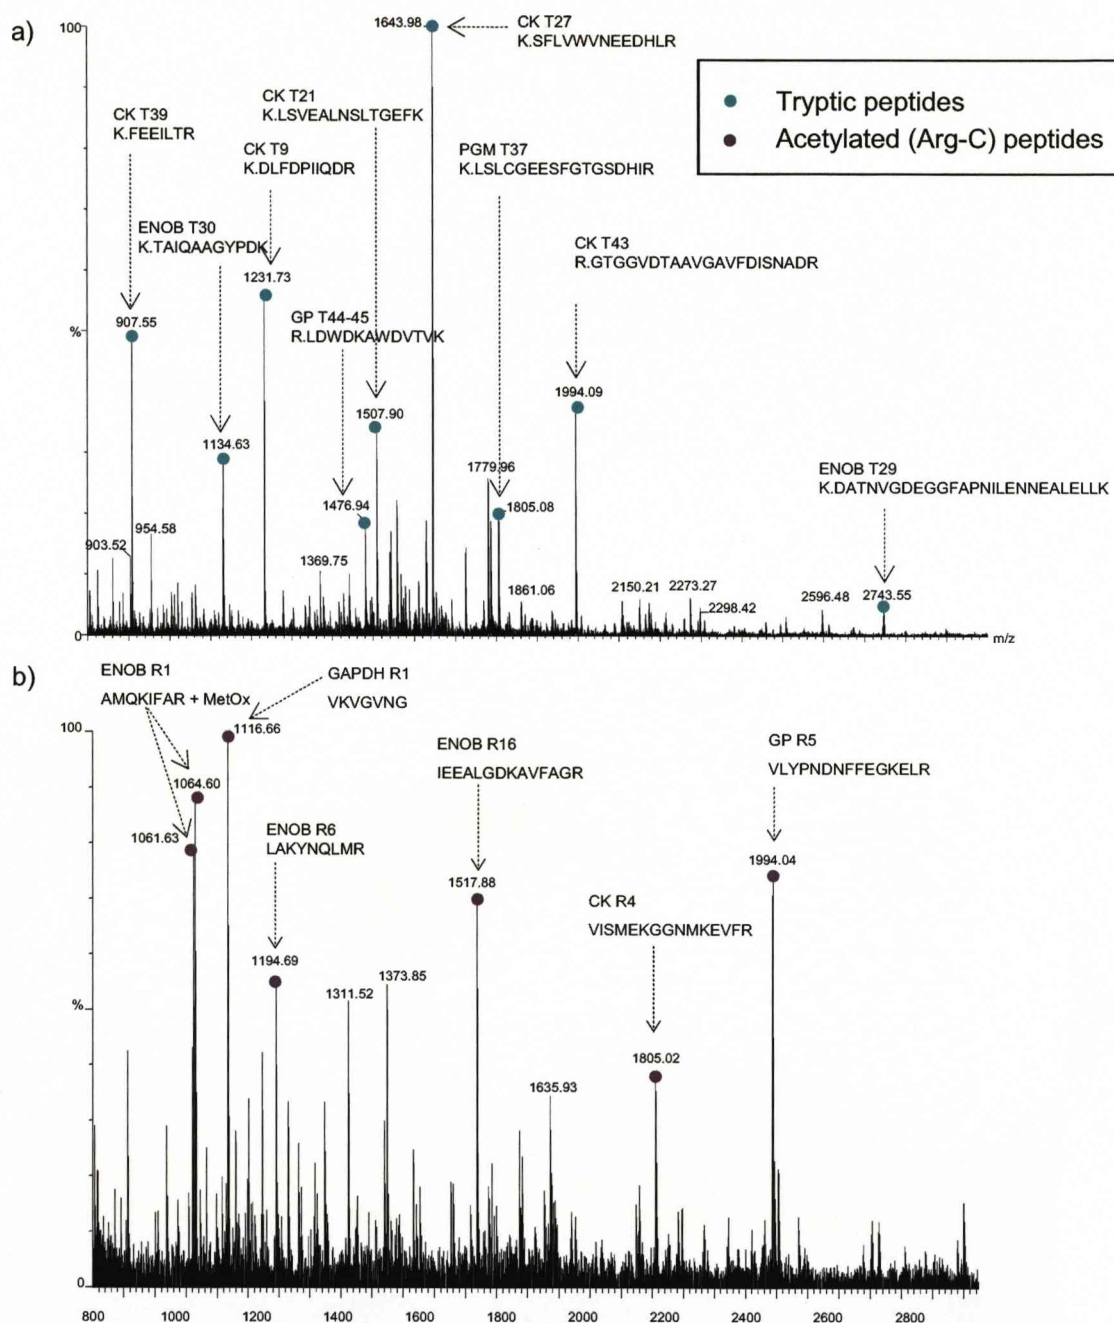 a)
100
%
0
1643.98
CK T27
K.SFLVWVNEEDHLR
Tryptic peptides
Acetylated (Arg-C) peptides
CK T39
K.FEEILTR
CK T21
K.LSVEALNSLTGEFK
CK T9
K.DLFDPIIQDR
PGM T37
K.LSLCGEESFGTGSDHIR
ENOB T30
K.TAIQAAGYPDK
CK T43
R.GTGGVDTAAVGAVFDISNADR
GP T44-45
R.LDWDKAWDVTVK
ENOB T29
K.DATNVGDEGGFAPNILENNEALELLK
907.55
1231.73
1134.63
1507.90
1476.94
1994.09
1779.96
1805.08
903.52
954.58
1369.75
1861.06
2150.21
2273.27
2298.42
2596.48
2743.55
m/z
b)
100
%
0
ENOB R1
AMQKIFAR + MetOx
GAPDH R1
VKVGVNG
1116.66
1064.60
1061.63
ENOB R6
LAKYNQLMR
1194.69
ENOB R16
IEEALGDKAVFAGR
1517.88
GP R5
VLYPNDNFFEGKELR
1994.04
CK R4
VISMEKGGNMKEVFR
1805.02
1311.52
1373.85
1635.93
800 1000 1200 1400 1600 1800 2000 2200 2400 2600 2800